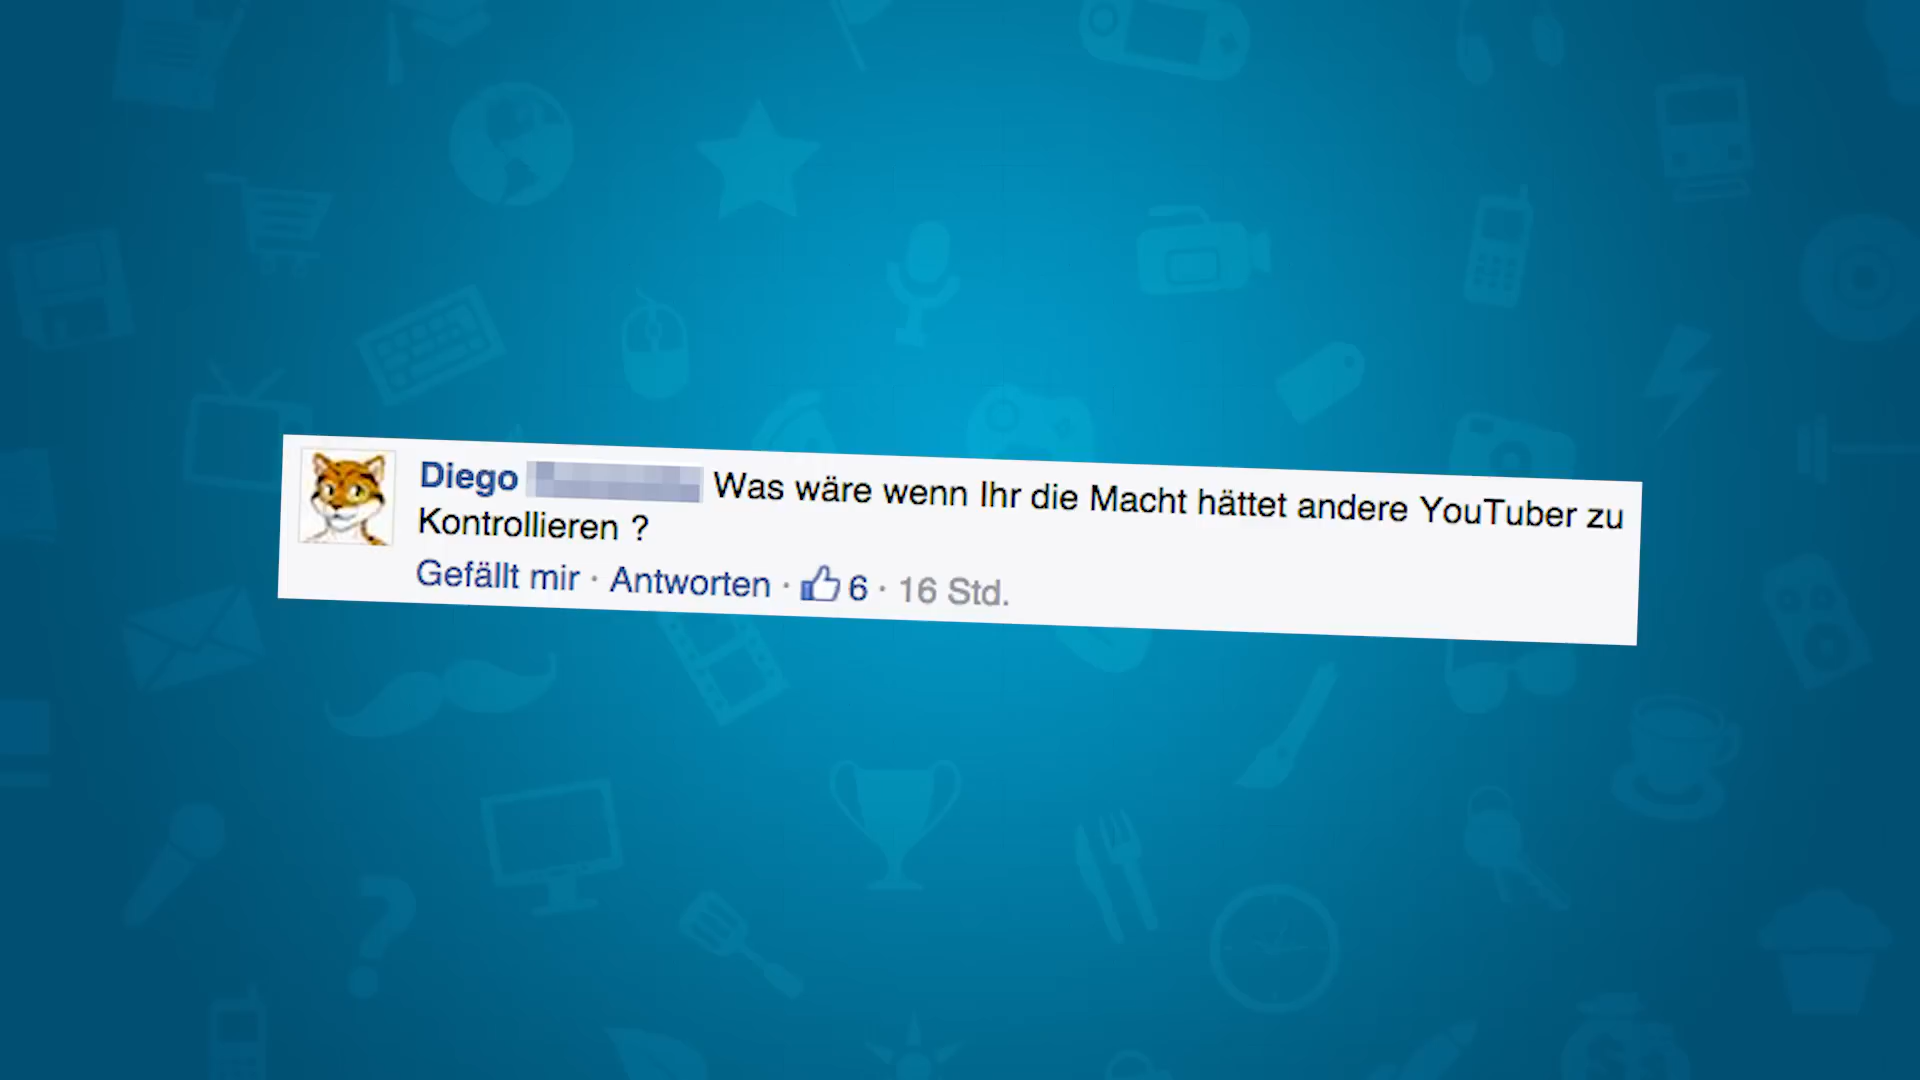 Diego Was wäre wenn Ihr die Macht hättet andere YouTuber zu
Kontrollieren ?
Gefällt mir · Antworten · 6 · 16 Std.